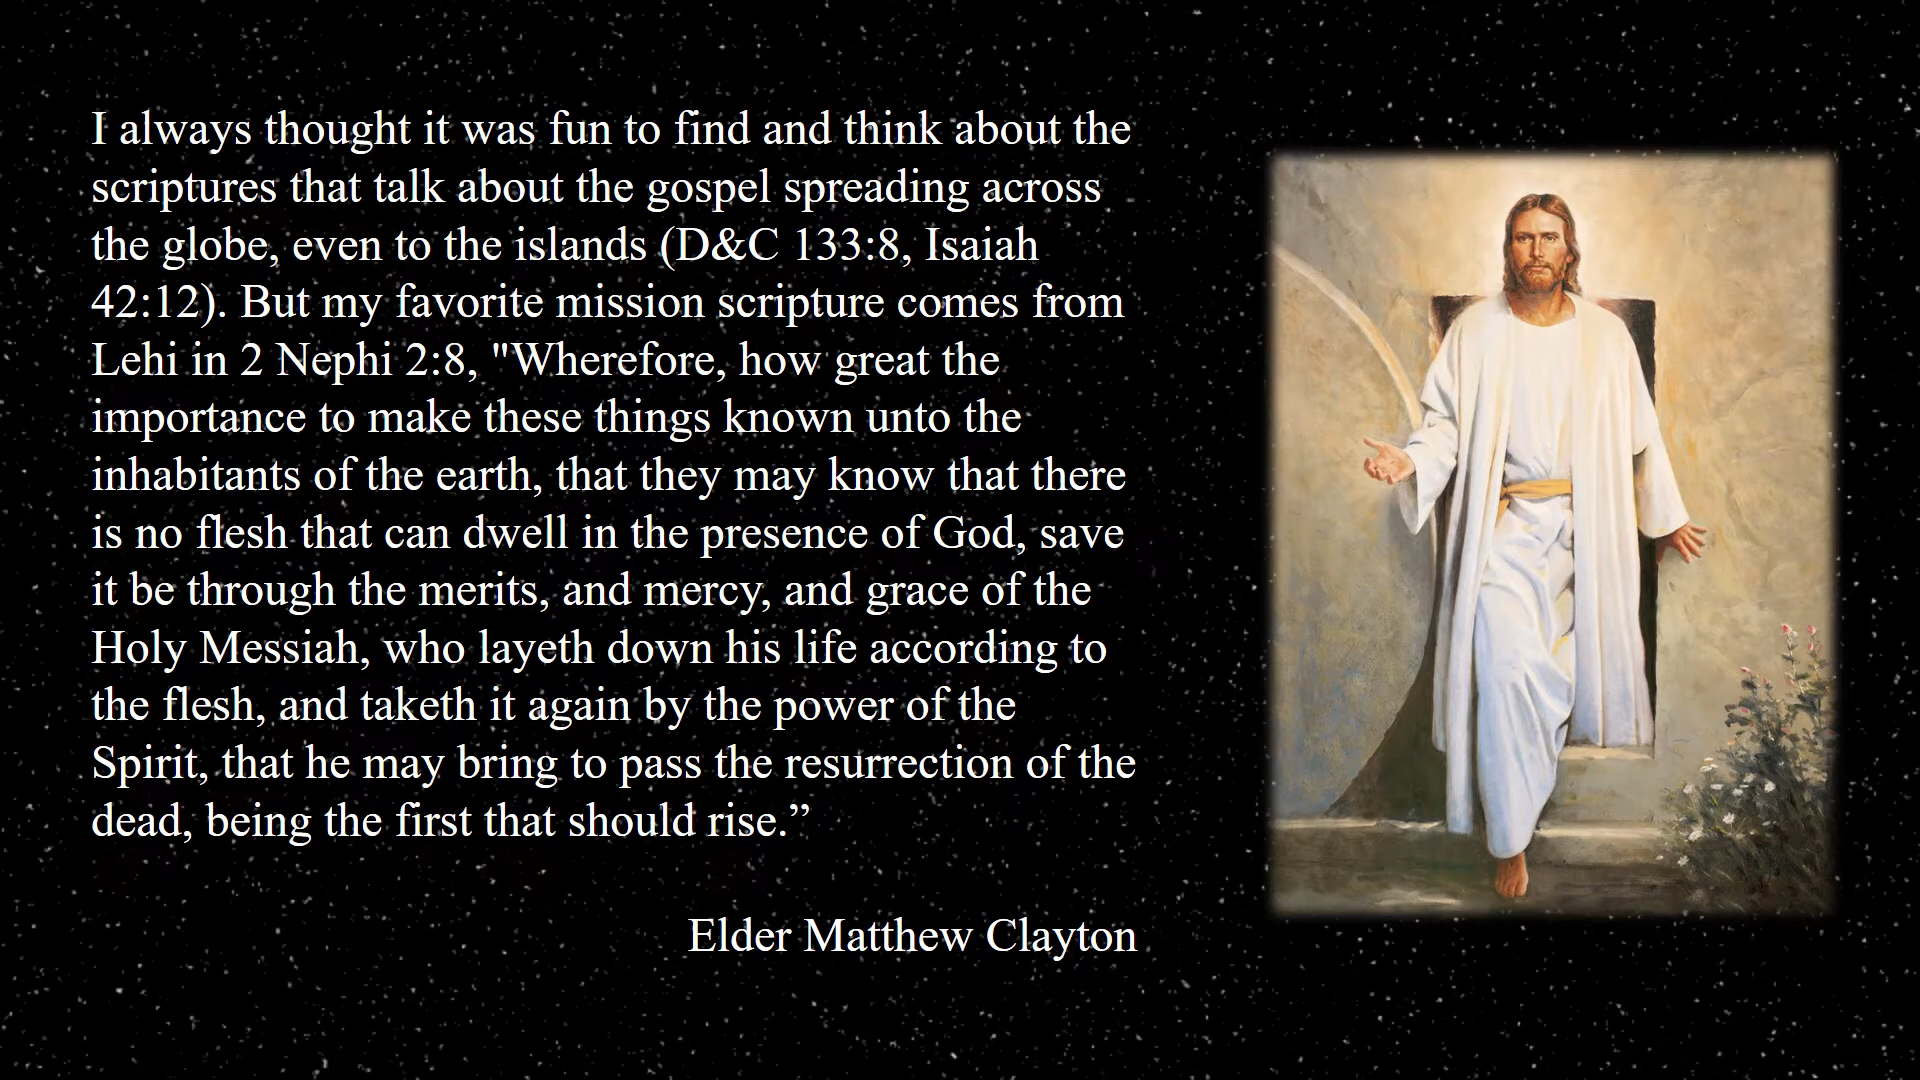 I always thought it was fun to find and think about the
scriptures that talk about the gospel spreading across
the globe, even to the islands (D&C 133:8, Isaiah
42:12). But my favorite mission scripture comes from
Lehi in 2 Nephi 2:8, "Wherefore, how great the
importance to make these things known unto the
inhabitants of the earth, that they may know that there
is no flesh that can dwell in the presence of God, save
it be through the merits, and mercy, and grace of the
Holy Messiah, who layeth down his life according to
the flesh, and taketh it again by the power of the
Spirit, that he may bring to pass the resurrection of the
dead, being the first that should rise.”
Elder Matthew Clayton